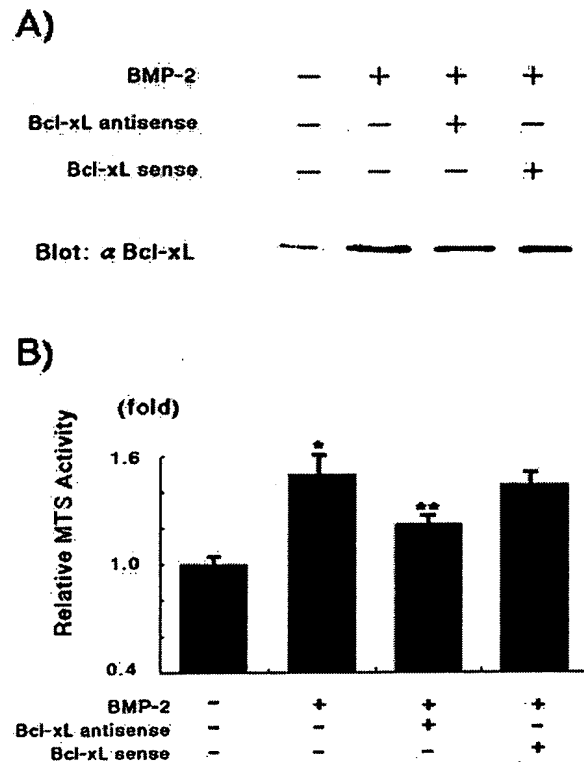 A)
BMP-2 − + + +
Bcl-xL antisense − − + −
Bcl-xL sense − − − +
Blot: α Bcl-xL
B)
(fold)
Relative MTS Activity
1.6
1.0
0.4
*
**
BMP-2 - + + +
Bcl-xL antisense - - + -
Bcl-xL sense - - - +